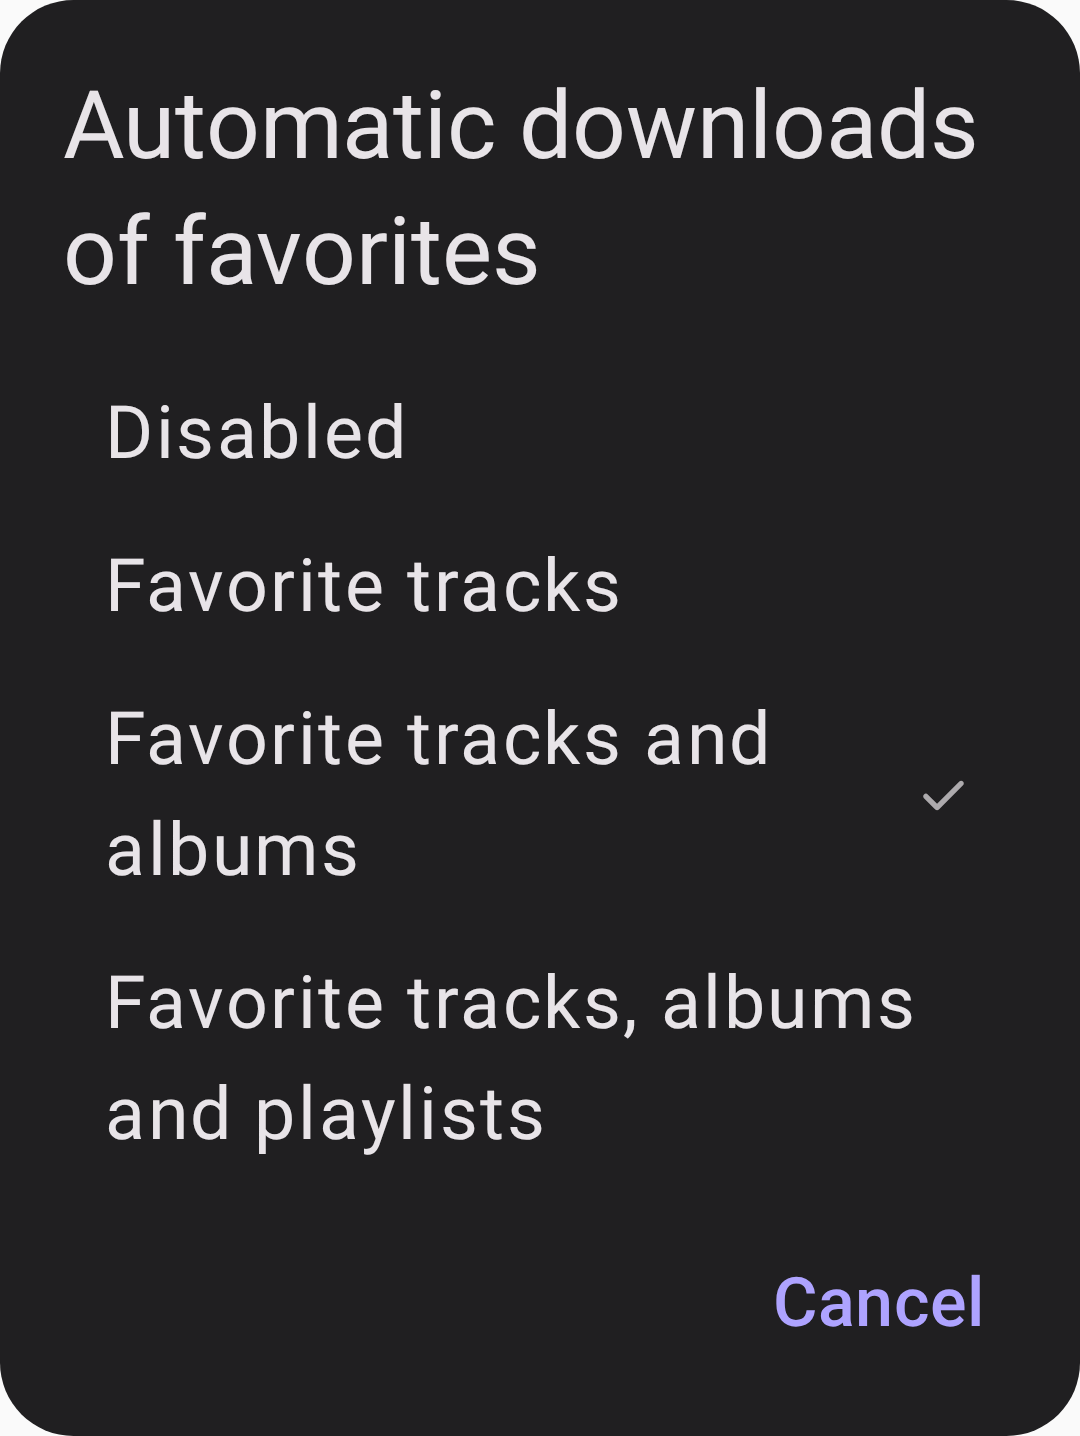 Automatic downloads
of favorites
Disabled
Favorite tracks
Favorite tracks and
albums
Favorite tracks, albums
and playlists
Cancel